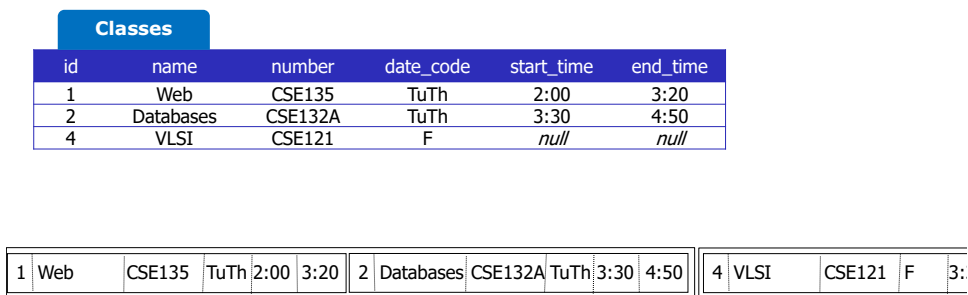 Classes
id name number date_code start_time end_time
1 Web CSE135 TuTh 2:00 3:20
2 Databases CSE132A TuTh 3:30 4:50
4 VLSI CSE121 F null null
1 Web CSE135 TuTh 2:00 3:20 2 Databases CSE132A TuTh 3:30 4:50 4 VLSI CSE121 F